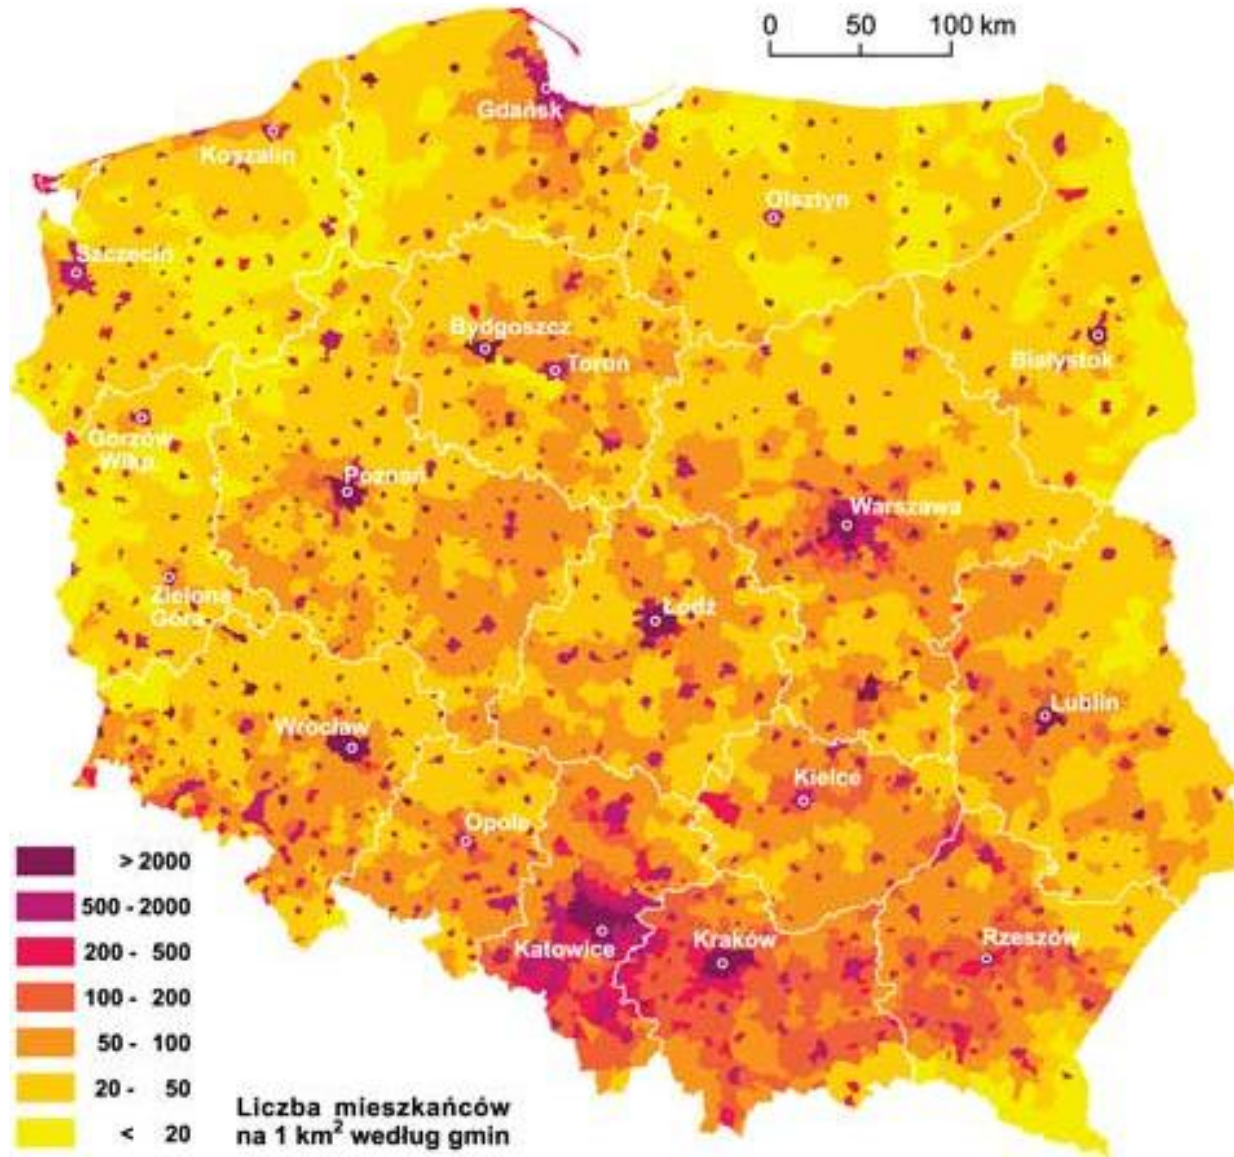 0 50 100 km
Gdańsk
Koszalin
Olsztyn
Szczecin
Bydgoszcz
Toruń
Białystok
Gorzów
Wlkp.
Poznań
Warszawa
Zielona
Góra
Łódź
Wrocław
Lublin
Kielce
Opole
Katowice
Kraków
Rzeszów
> 2000
500 - 2000
200 - 500
100 - 200
50 - 100
20 - 50
< 20
Liczba mieszkańców
na 1 km² według gmin